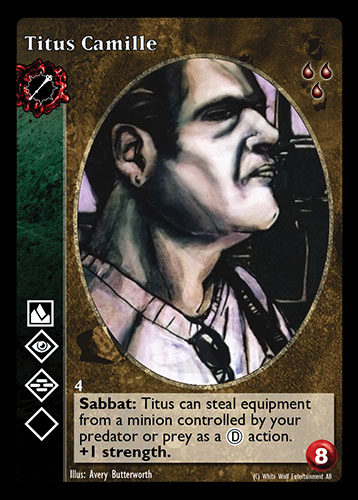 Titus Camille
4
Sabbat: Titus can steal equipment
from a minion controlled by your
predator or prey as a Ⓓ action.
+1 strength.
8
Illus: Avery Butterworth
(C) White Wolf Entertainment AB